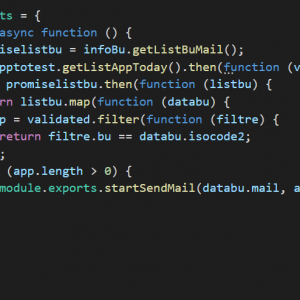 ts = {
async function () {
iselistbu = infoBu.getListBuMail();
pptotest.getListAppToday().then(function (v
promiselistbu.then(function (listbu) {
rn listbu.map(function (databu) {
p = validated.filter(function (filtre) {
return filtre.bu == databu.isocode2;
;
(app.length > 0) {
module.exports.startSendMail(databu.mail, a